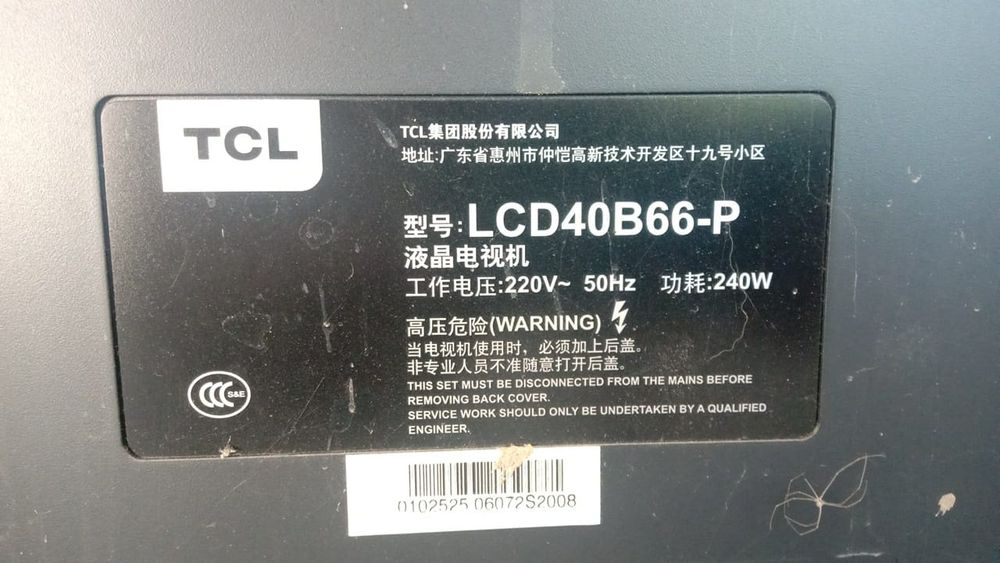 TCL
TCL集团股份有限公司
地址:广东省惠州市仲恺高新技术开发区十九号小区
型号:LCD40B66-P
液晶电视机
工作电压:220V~ 50Hz 功耗:240W
高压危险(WARNING)
当电视机使用时，必须加上后盖。
非专业人员不准随意打开后盖。
THIS SET MUST BE DISCONNECTED FROM THE MAINS BEFORE
REMOVING BACK COVER.
SERVICE WORK SHOULD ONLY BE UNDERTAKEN BY A QUALIFIED
ENGINEER.
CCC S&E
0102525 06072S2008